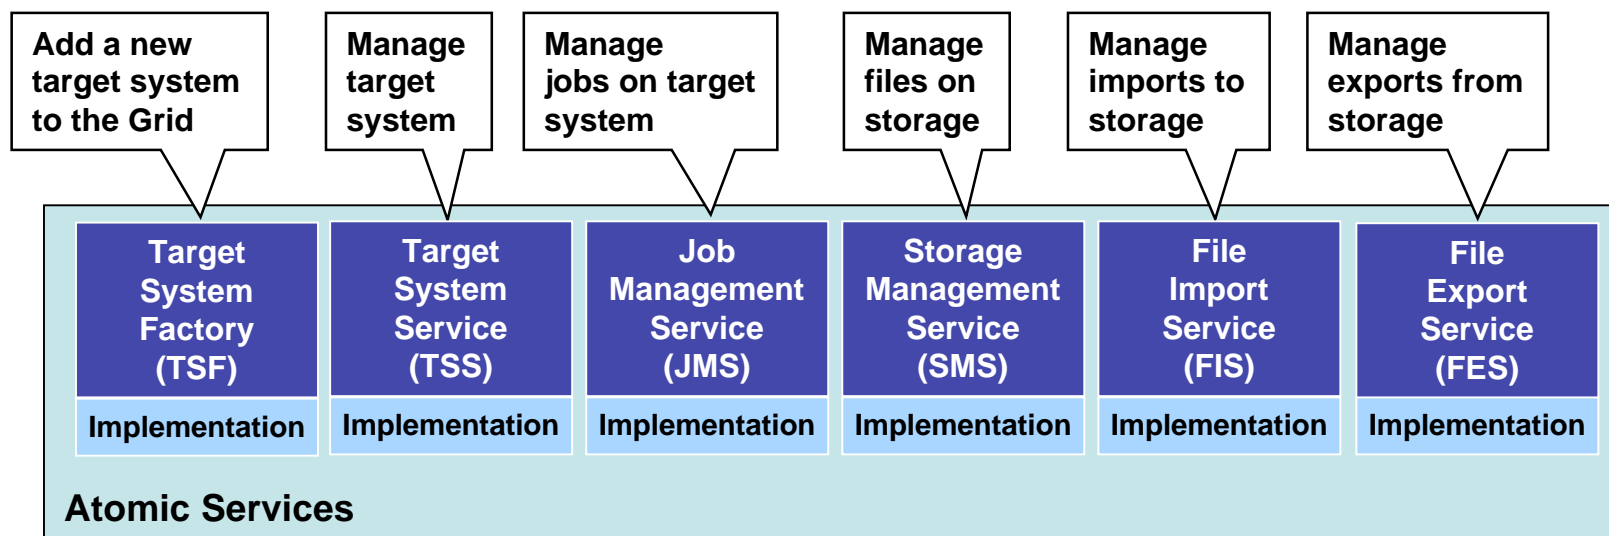 Add a new
target system
to the Grid
Manage
target
system
Manage
jobs on target
system
Manage
files on
storage
Manage
imports to
storage
Manage
exports from
storage
Target
System
Factory
(TSF)
Implementation
Target
System
Service
(TSS)
Implementation
Job
Management
Service
(JMS)
Implementation
Storage
Management
Service
(SMS)
Implementation
File
Import
Service
(FIS)
Implementation
File
Export
Service
(FES)
Implementation
Atomic Services